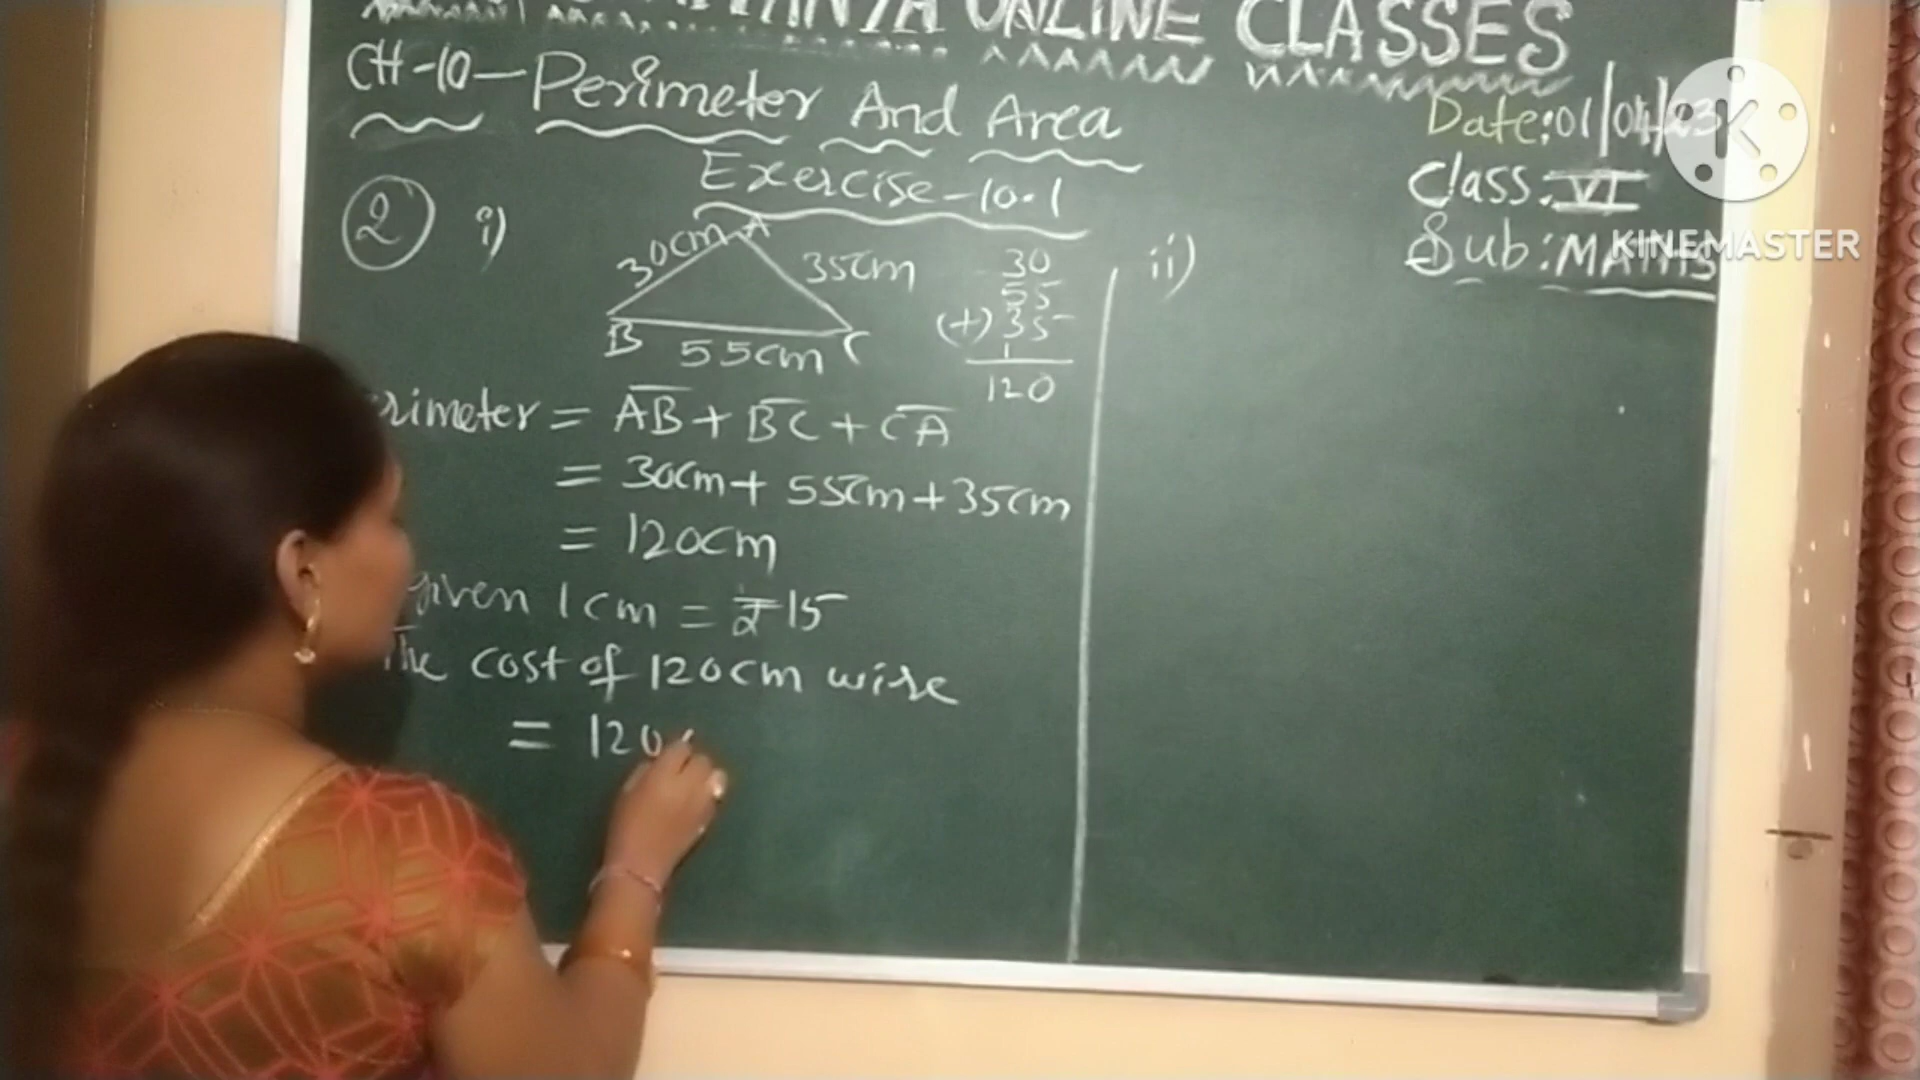 ONLINE CLASSES
CH-10-Perimeter And Area
Date:01/04/23
Exercise-10.1
Class:VI
Sub:MATHS
KINEMASTER
② i)
ii)
A
30cm
35cm
B
C
55cm
30
55
(+) 35
1
120
rimeter = AB + BC + CA
= 30cm + 55cm + 35cm
= 120cm
given 1cm = ₹15
The cost of 120cm wire
= 120